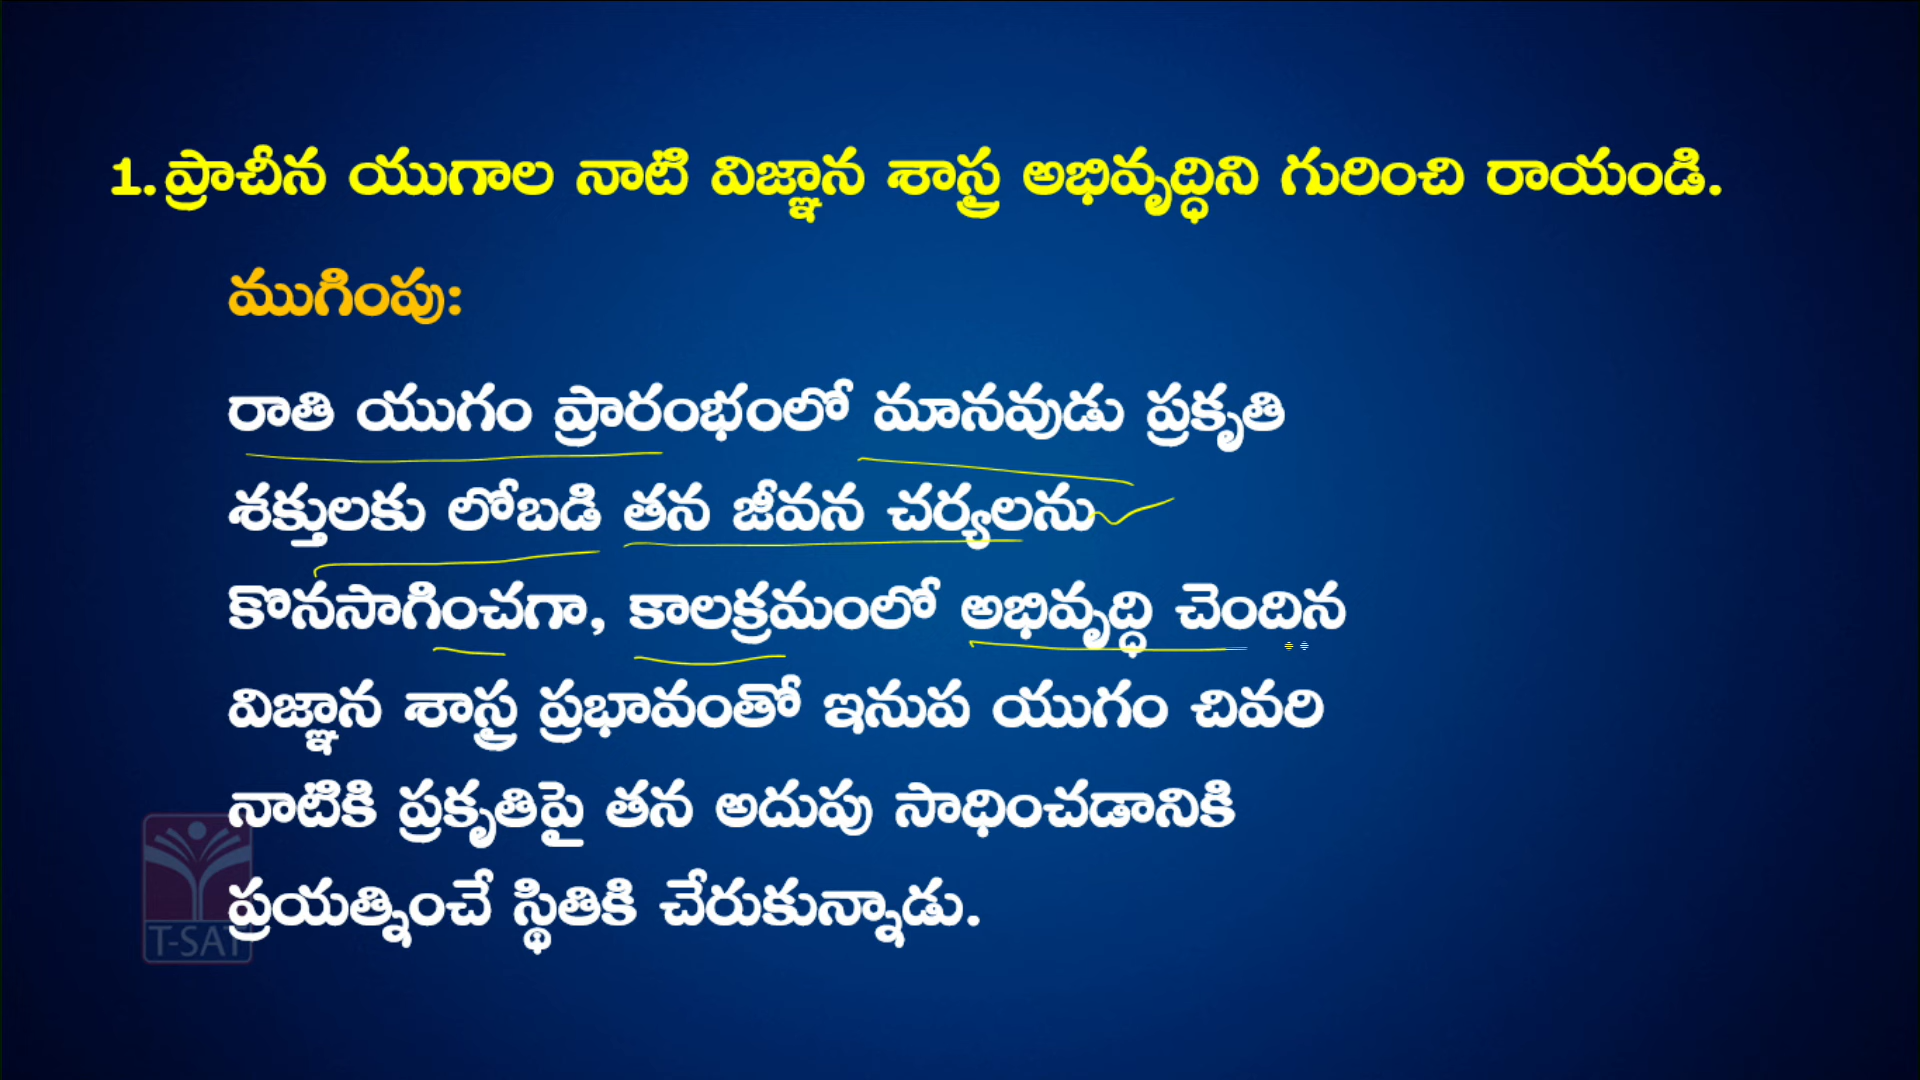 1. ప్రాచీన యుగాల నాటి విజ్ఞాన శాస్త్ర అభివృద్ధిని గురించి రాయండి.
ముగింపు:
రాతి యుగం ప్రారంభంలో మానవుడు ప్రకృతి
శక్తులకు లోబడి తన జీవన చర్యలను
కొనసాగించగా, కాలక్రమంలో అభివృద్ధి చెందిన
విజ్ఞాన శాస్త్ర ప్రభావంతో ఇనుప యుగం చివరి
నాటికి ప్రకృతిపై తన అదుపు సాధించడానికి
ప్రయత్నించే స్థితికి చేరుకున్నాడు.
T-SAT